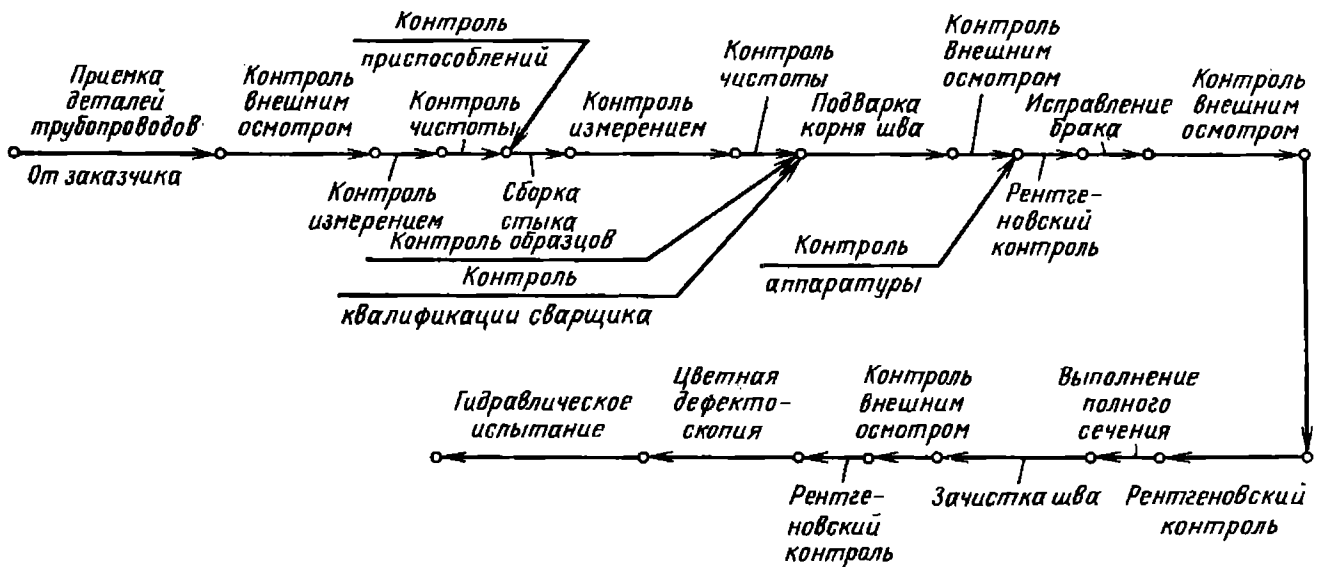 Контроль
приспособлений
Приемка
деталей
трубопроводов
От заказчика
Контроль
внешним
осмотром
Контроль
измерением
Контроль
чистоты
Сборка
стыка
Контроль
измерением
Контроль
чистоты
Контроль образцов
Контроль
квалификации сварщика
Подварка
корня шва
Контроль
Внешним
осмотром
Контроль
аппаратуры
Рентге-
новский
контроль
Исправление
брака
Контроль
внешним
осмотром
Рентгеновский
контроль
Выполнение
полного
сечения
Зачистка шва
Контроль
внешним
осмотром
Рентге-
новский
контроль
Цветная
дефекто-
скопия
Гидравлическое
испытание